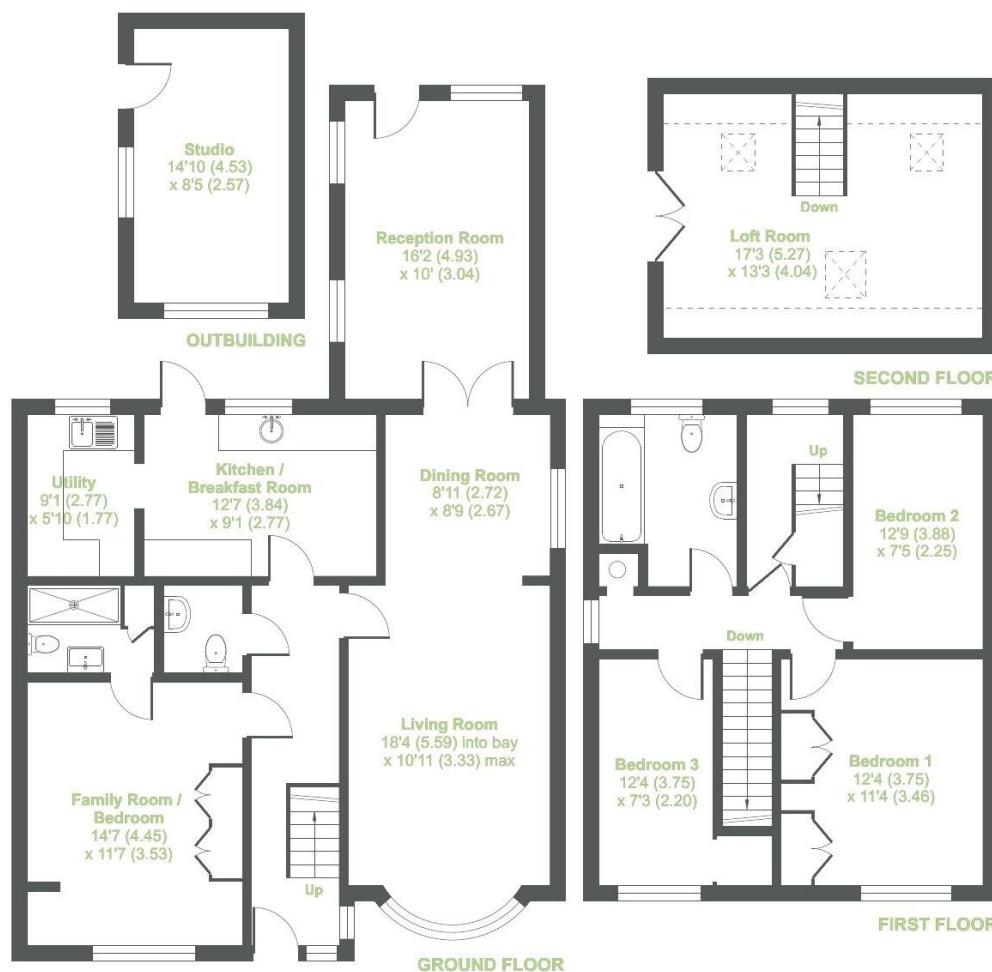 Studio
14'10 (4.53)
x 8'5 (2.57)
OUTBUILDING
Reception Room
16'2 (4.93)
x 10' (3.04)
Down
Loft Room
17'3 (5.27)
x 13'3 (4.04)
SECOND FLOOR
Utility
9'1 (2.77)
x 5'10 (1.77)
Kitchen /
Breakfast Room
12'7 (3.84)
x 9'1 (2.77)
Dining Room
8'11 (2.72)
x 8'9 (2.67)
Living Room
18'4 (5.59) into bay
x 10'11 (3.33) max
Family Room /
Bedroom
14'7 (4.45)
x 11'7 (3.53)
Up
GROUND FLOOR
Up
Bedroom 2
12'9 (3.88)
x 7'5 (2.25)
Down
Bedroom 3
12'4 (3.75)
x 7'3 (2.20)
Bedroom 1
12'4 (3.75)
x 11'4 (3.46)
FIRST FLOOR